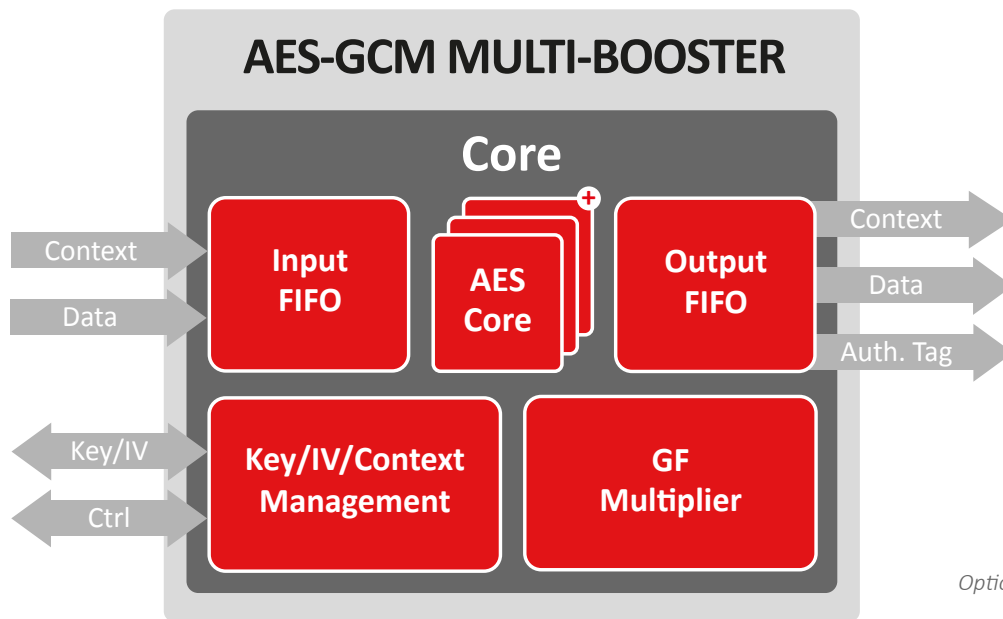 AES-GCM MULTI-BOOSTER
Core
Context
Data
Input
FIFO
+
AES
Core
Output
FIFO
Context
Data
Auth. Tag
Key/IV
Ctrl
Key/IV/Context
Management
GF
Multiplier